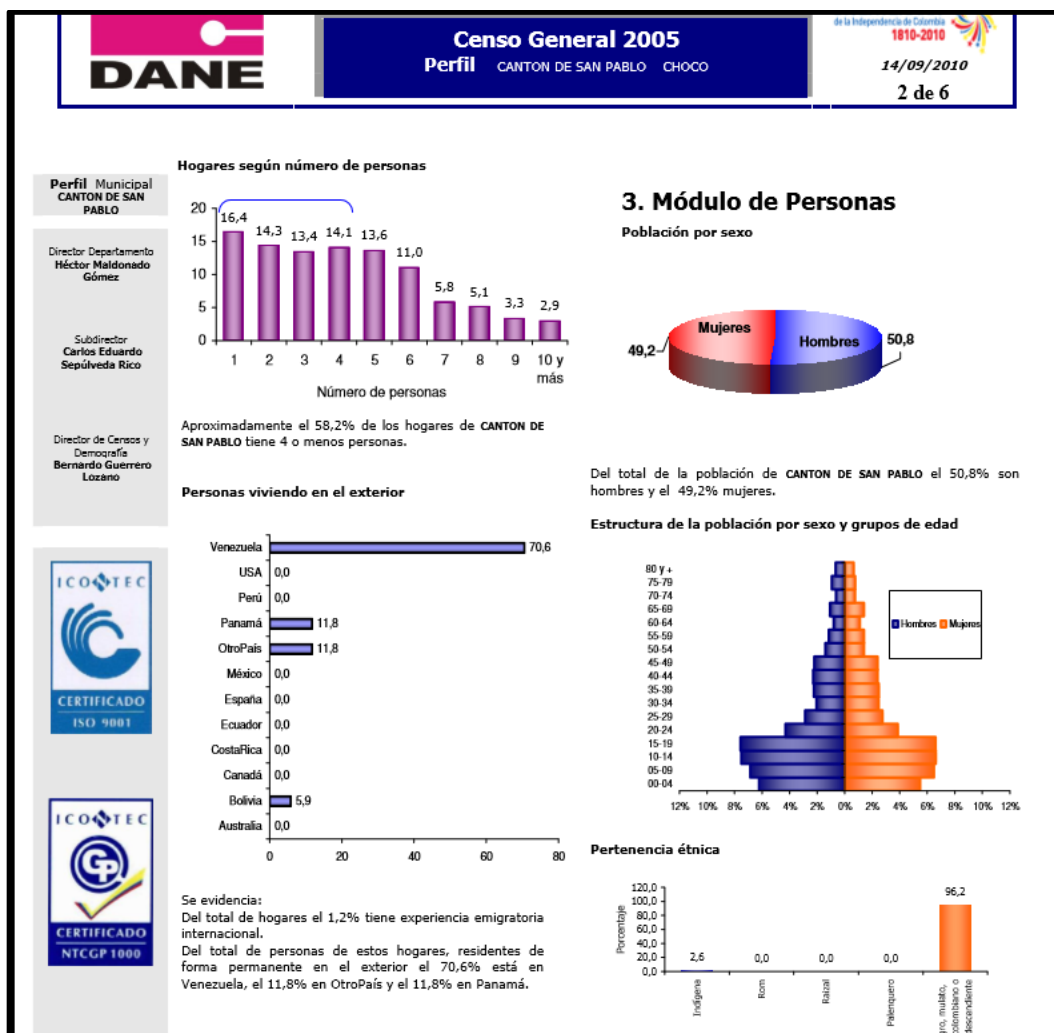 DANE
Censo General 2005
Perfil CANTON DE SAN PABLO CHOCO
de la Independencia de Colombia
1810-2010
14/09/2010
2 de 6
Perfil Municipal
CANTON DE SAN
PABLO
Director Departamento
Héctor Maldonado
Gómez
Subdirector
Carlos Eduardo
Sepúlveda Rico
Director de Censos y
Demografía
Bernardo Guerrero
Lozano
ICONTEC
CERTIFICADO
ISO 9001
ICONTEC
GP
CERTIFICADO
NTCGP 1000
Hogares según número de personas
20
15
10
5
0
16,4
14,3
13,4
14,1
13,6
11,0
5,8
5,1
3,3
2,9
1 2 3 4 5 6 7 8 9 10 y
más
Número de personas
Aproximadamente el 58,2% de los hogares de CANTON DE
SAN PABLO tiene 4 o menos personas.
Personas viviendo en el exterior
Venezuela 70,6
USA 0,0
Perú 0,0
Panamá 11,8
OtroPaís 11,8
México 0,0
España 0,0
Ecuador 0,0
CostaRica 0,0
Canadá 0,0
Bolivia 5,9
Australia 0,0
0 20 40 60 80
Se evidencia:
Del total de hogares el 1,2% tiene experiencia emigratoria
internacional.
Del total de personas de estos hogares, residentes de
forma permanente en el exterior el 70,6% está en
Venezuela, el 11,8% en OtroPaís y el 11,8% en Panamá.
3. Módulo de Personas
Población por sexo
Mujeres
Hombres
49,2
50,8
Del total de la población de CANTON DE SAN PABLO el 50,8% son
hombres y el 49,2% mujeres.
Estructura de la población por sexo y grupos de edad
80 y +
75-79
70-74
65-69
60-64
55-59
50-54
45-49
40-44
35-39
30-34
25-29
20-24
15-19
10-14
05-09
00-04
Hombres Mujeres
12% 10% 8% 6% 4% 2% 0% 2% 4% 6% 8% 10% 12%
Pertenencia étnica
Porcentaje
120,0
100,0
80,0
60,0
40,0
20,0
0,0
2,6
0,0
0,0
0,0
96,2
Indígena
Rom
Raizal
Palenquero
gro, mulato,
colombiano o
descendiente